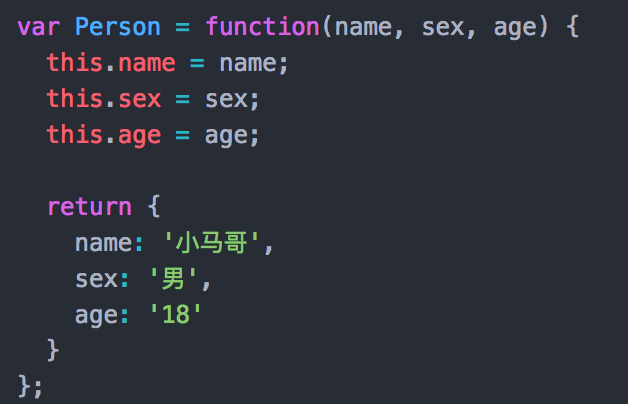 var Person = function(name, sex, age) {
  this.name = name;
  this.sex = sex;
  this.age = age;

  return {
    name: '小马哥',
    sex: '男',
    age: '18'
  }
};